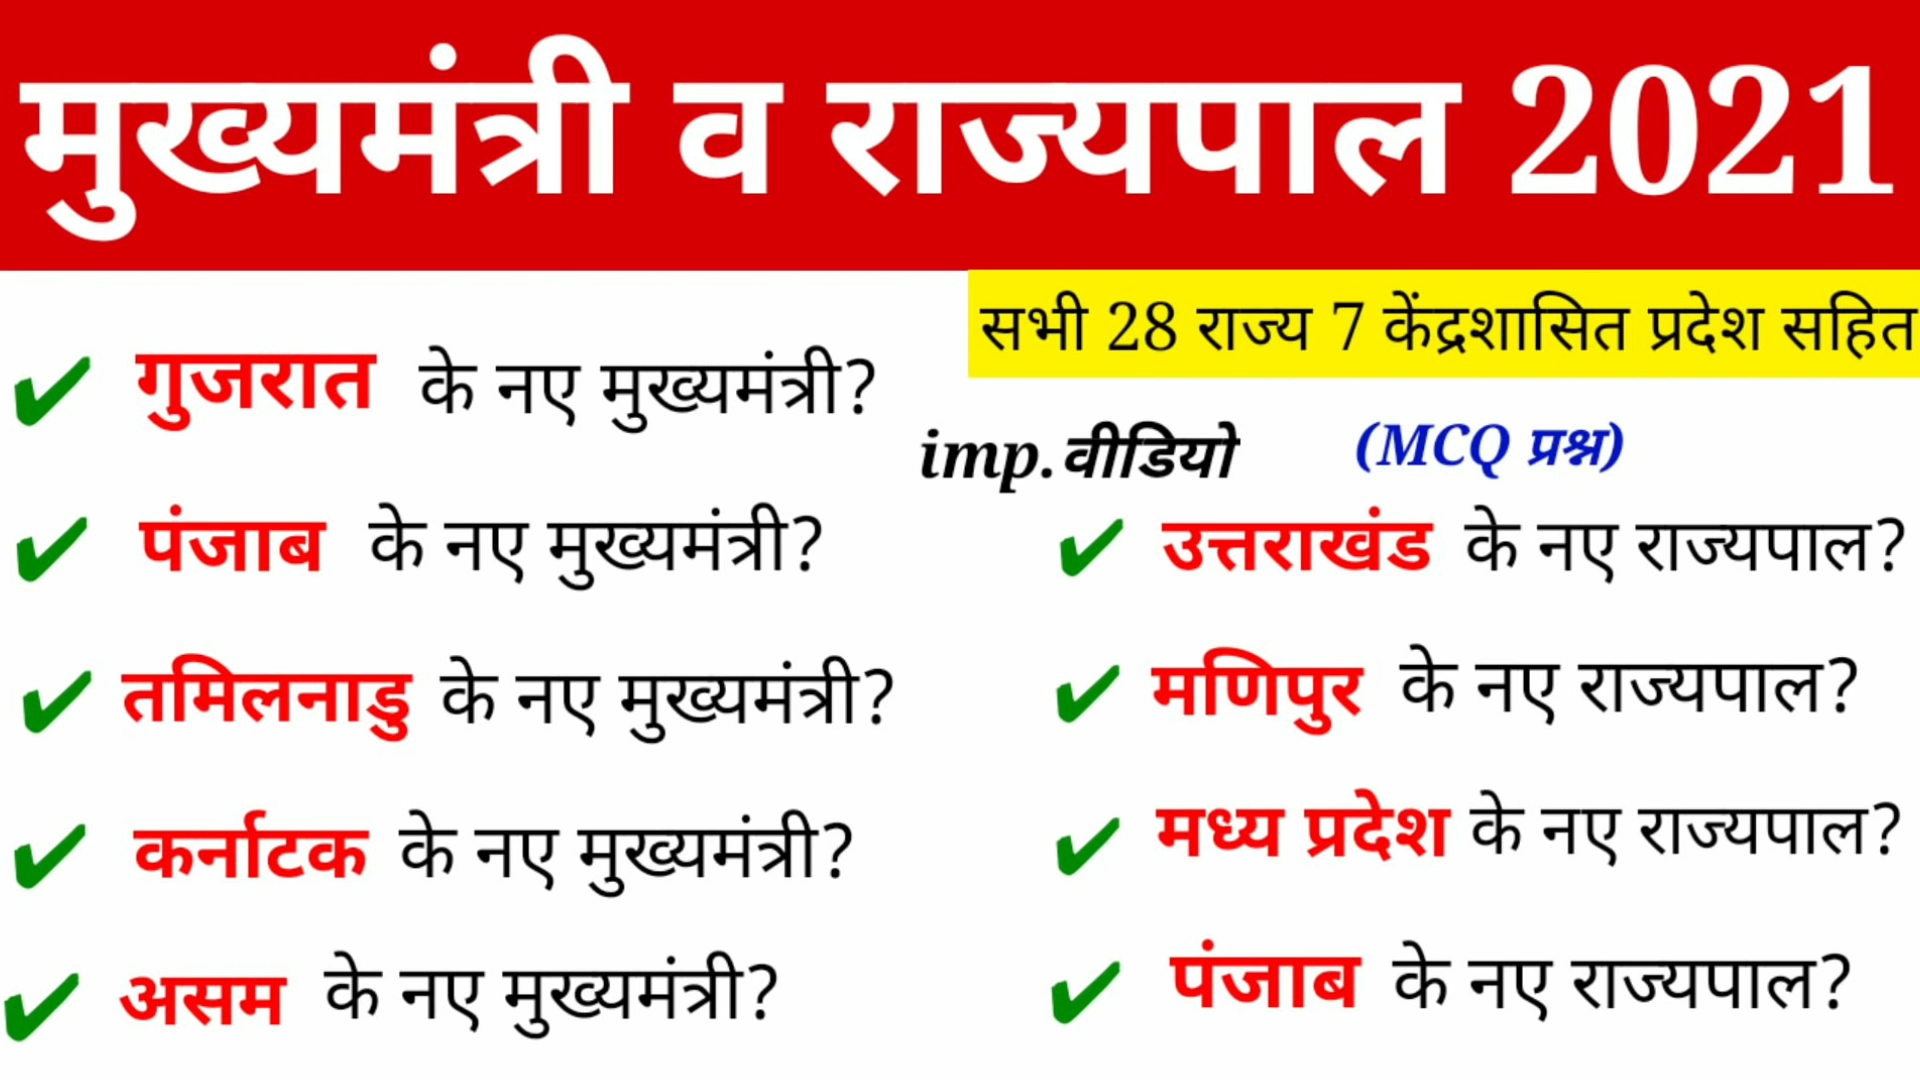 मुख्यमंत्री व राज्यपाल 2021
सभी 28 राज्य 7 केंद्रशासित प्रदेश सहित
imp.वीडियो (MCQ प्रश्न)
✔ गुजरात के नए मुख्यमंत्री?
✔ पंजाब के नए मुख्यमंत्री?
✔ तमिलनाडु के नए मुख्यमंत्री?
✔ कर्नाटक के नए मुख्यमंत्री?
✔ असम के नए मुख्यमंत्री?
✔ उत्तराखंड के नए राज्यपाल?
✔ मणिपुर के नए राज्यपाल?
✔ मध्य प्रदेश के नए राज्यपाल?
✔ पंजाब के नए राज्यपाल?